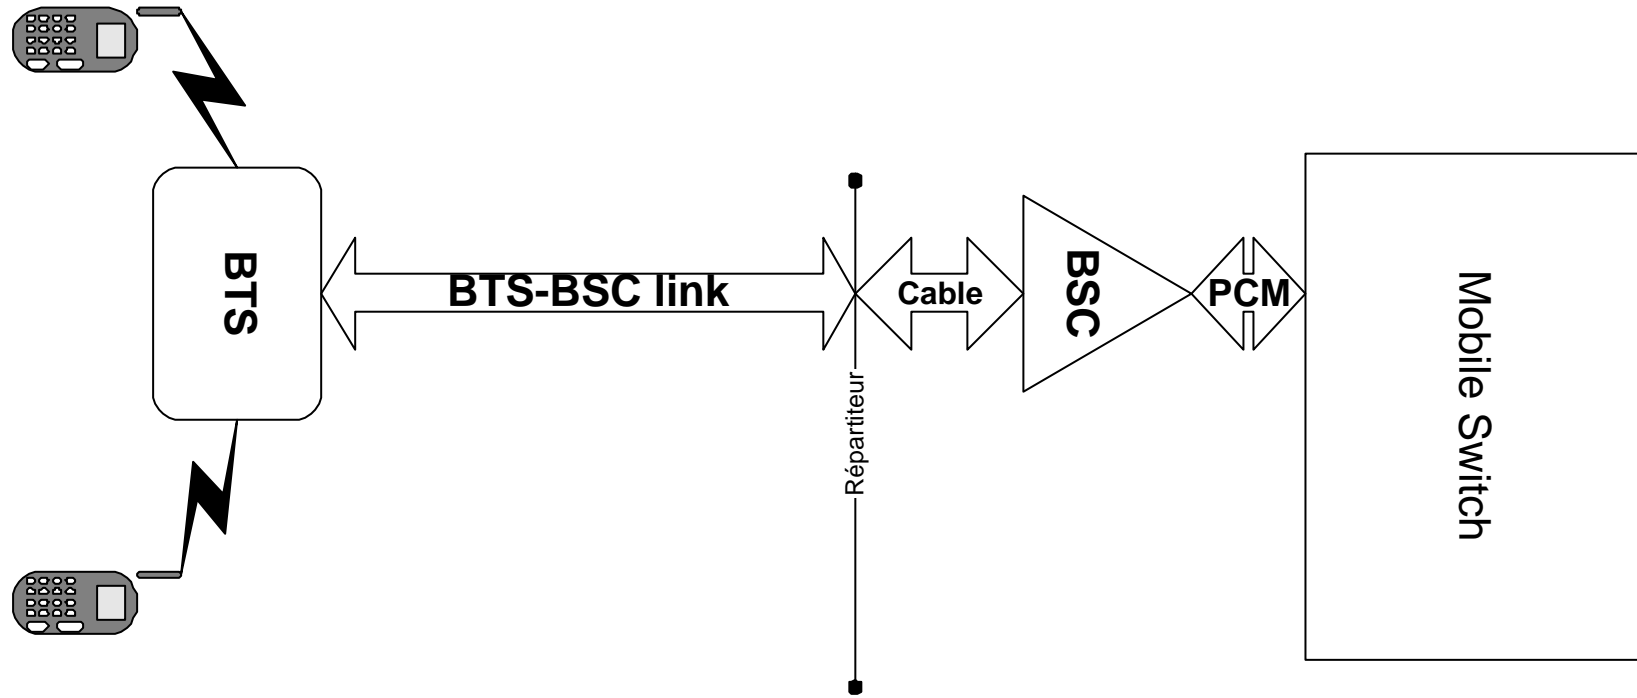 BTS
BTS-BSC link
Répartiteur
Cable
BSC
PCM
Mobile Switch